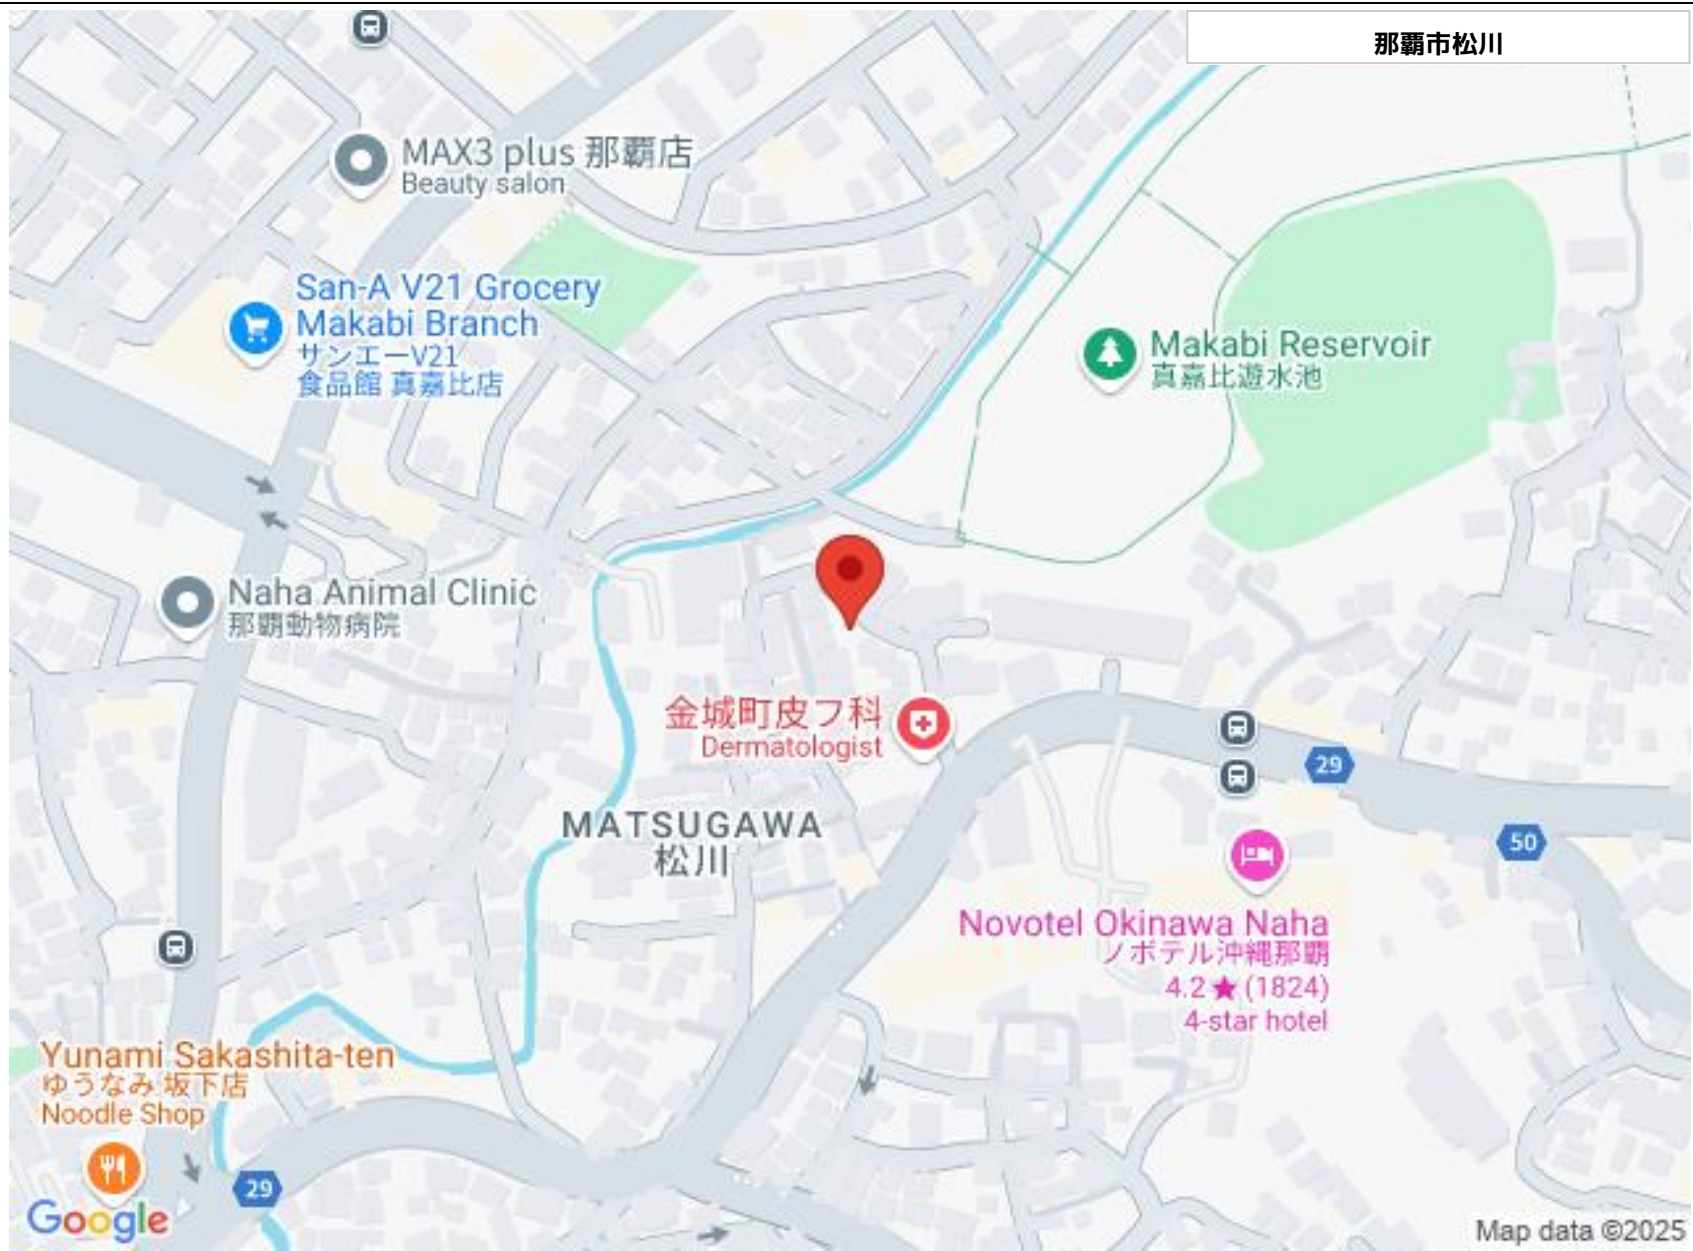 那覇市松川
MAX3 plus 那覇店
Beauty salon
San-A V21 Grocery
Makabi Branch
サンエーV21
食品館 真嘉比店
Makabi Reservoir
真嘉比遊水池
Naha Animal Clinic
那覇動物病院
金城町皮フ科
Dermatologist
29
MATSUGAWA
松川
50
Novotel Okinawa Naha
ノボテル沖縄那覇
4.2★(1824)
4-star hotel
Yunami Sakashita-ten
ゆうなみ 坂下店
Noodle Shop
29
Google
Map data ©2025